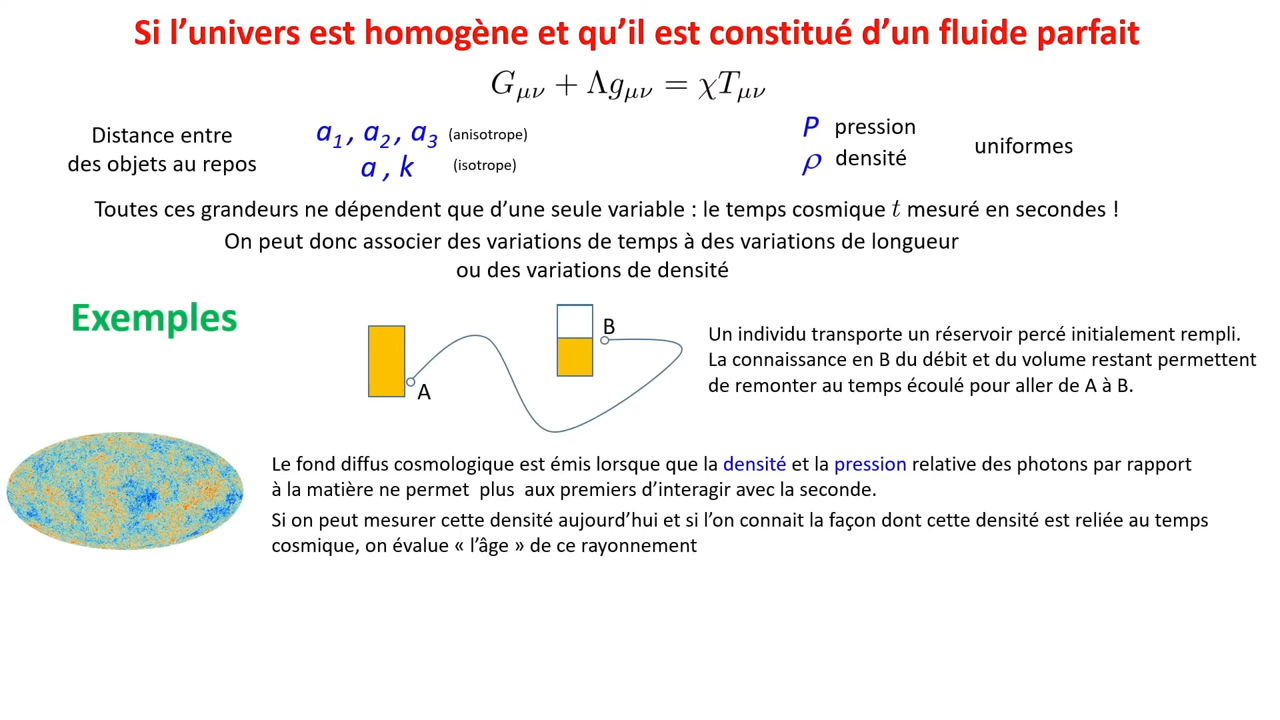 Si l’univers est homogène et qu’il est constitué d’un fluide parfait
G_{μν} + Λg_{μν} = χT_{μν}
Distance entre
des objets au repos
a₁ , a₂ , a₃ (anisotrope)
a , k (isotrope)
P pression
ρ densité
uniformes
Toutes ces grandeurs ne dépendent que d’une seule variable : le temps cosmique t mesuré en secondes !
On peut donc associer des variations de temps à des variations de longueur
ou des variations de densité
Exemples
A
B
Un individu transporte un réservoir percé initialement rempli.
La connaissance en B du débit et du volume restant permettent
de remonter au temps écoulé pour aller de A à B.
Le fond diffus cosmologique est émis lorsque que la densité et la pression relative des photons par rapport
à la matière ne permet plus aux premiers d’interagir avec la seconde.
Si on peut mesurer cette densité aujourd’hui et si l’on connait la façon dont cette densité est reliée au temps
cosmique, on évalue « l’âge » de ce rayonnement